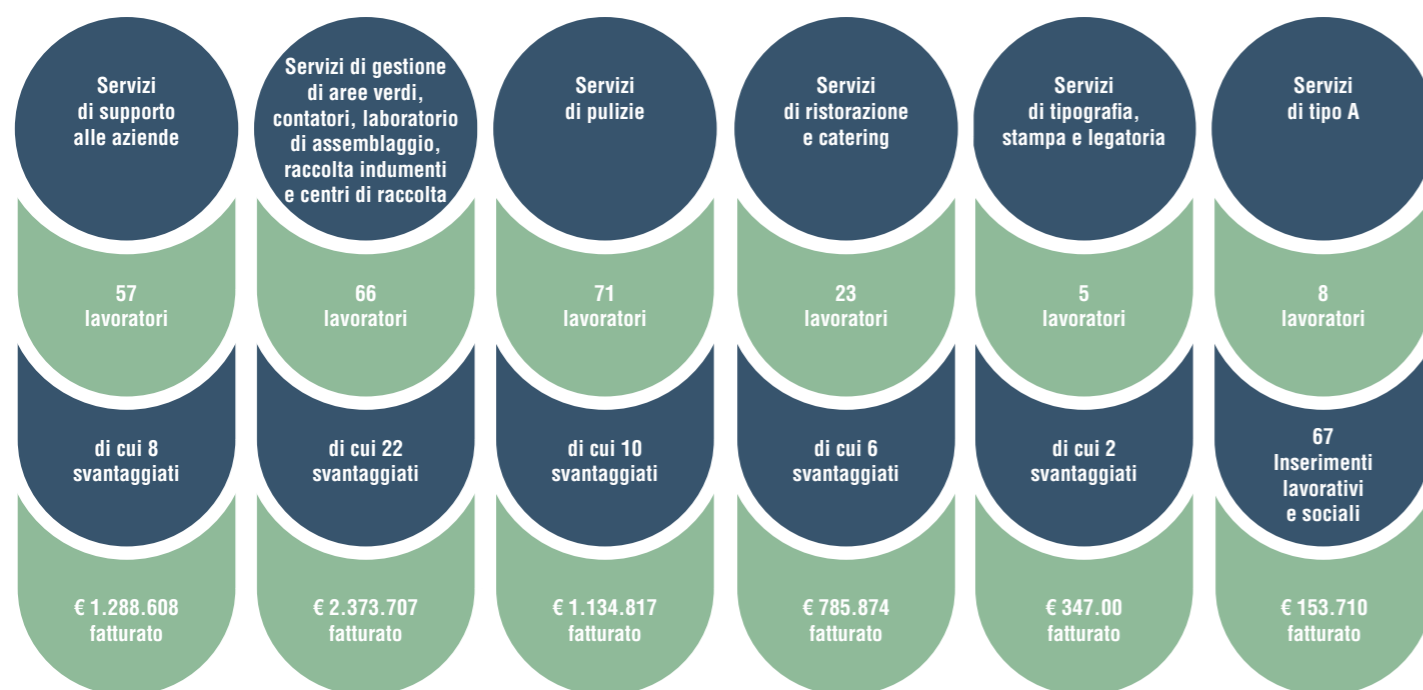 Servizi
di supporto
alle aziende
57
lavoratori
di cui 8
svantaggiati
€ 1.288.608
fatturato
Servizi di gestione
di aree verdi,
contatori, laboratorio
di assemblaggio,
raccolta indumenti
e centri di raccolta
66
lavoratori
di cui 22
svantaggiati
€ 2.373.707
fatturato
Servizi
di pulizie
71
lavoratori
di cui 10
svantaggiati
€ 1.134.817
fatturato
Servizi
di ristorazione
e catering
23
lavoratori
di cui 6
svantaggiati
€ 785.874
fatturato
Servizi
di tipografia,
stampa e legatoria
5
lavoratori
di cui 2
svantaggiati
€ 347.00
fatturato
Servizi
di tipo A
8
lavoratori
67
Inserimenti
lavorativi
e sociali
€ 153.710
fatturato